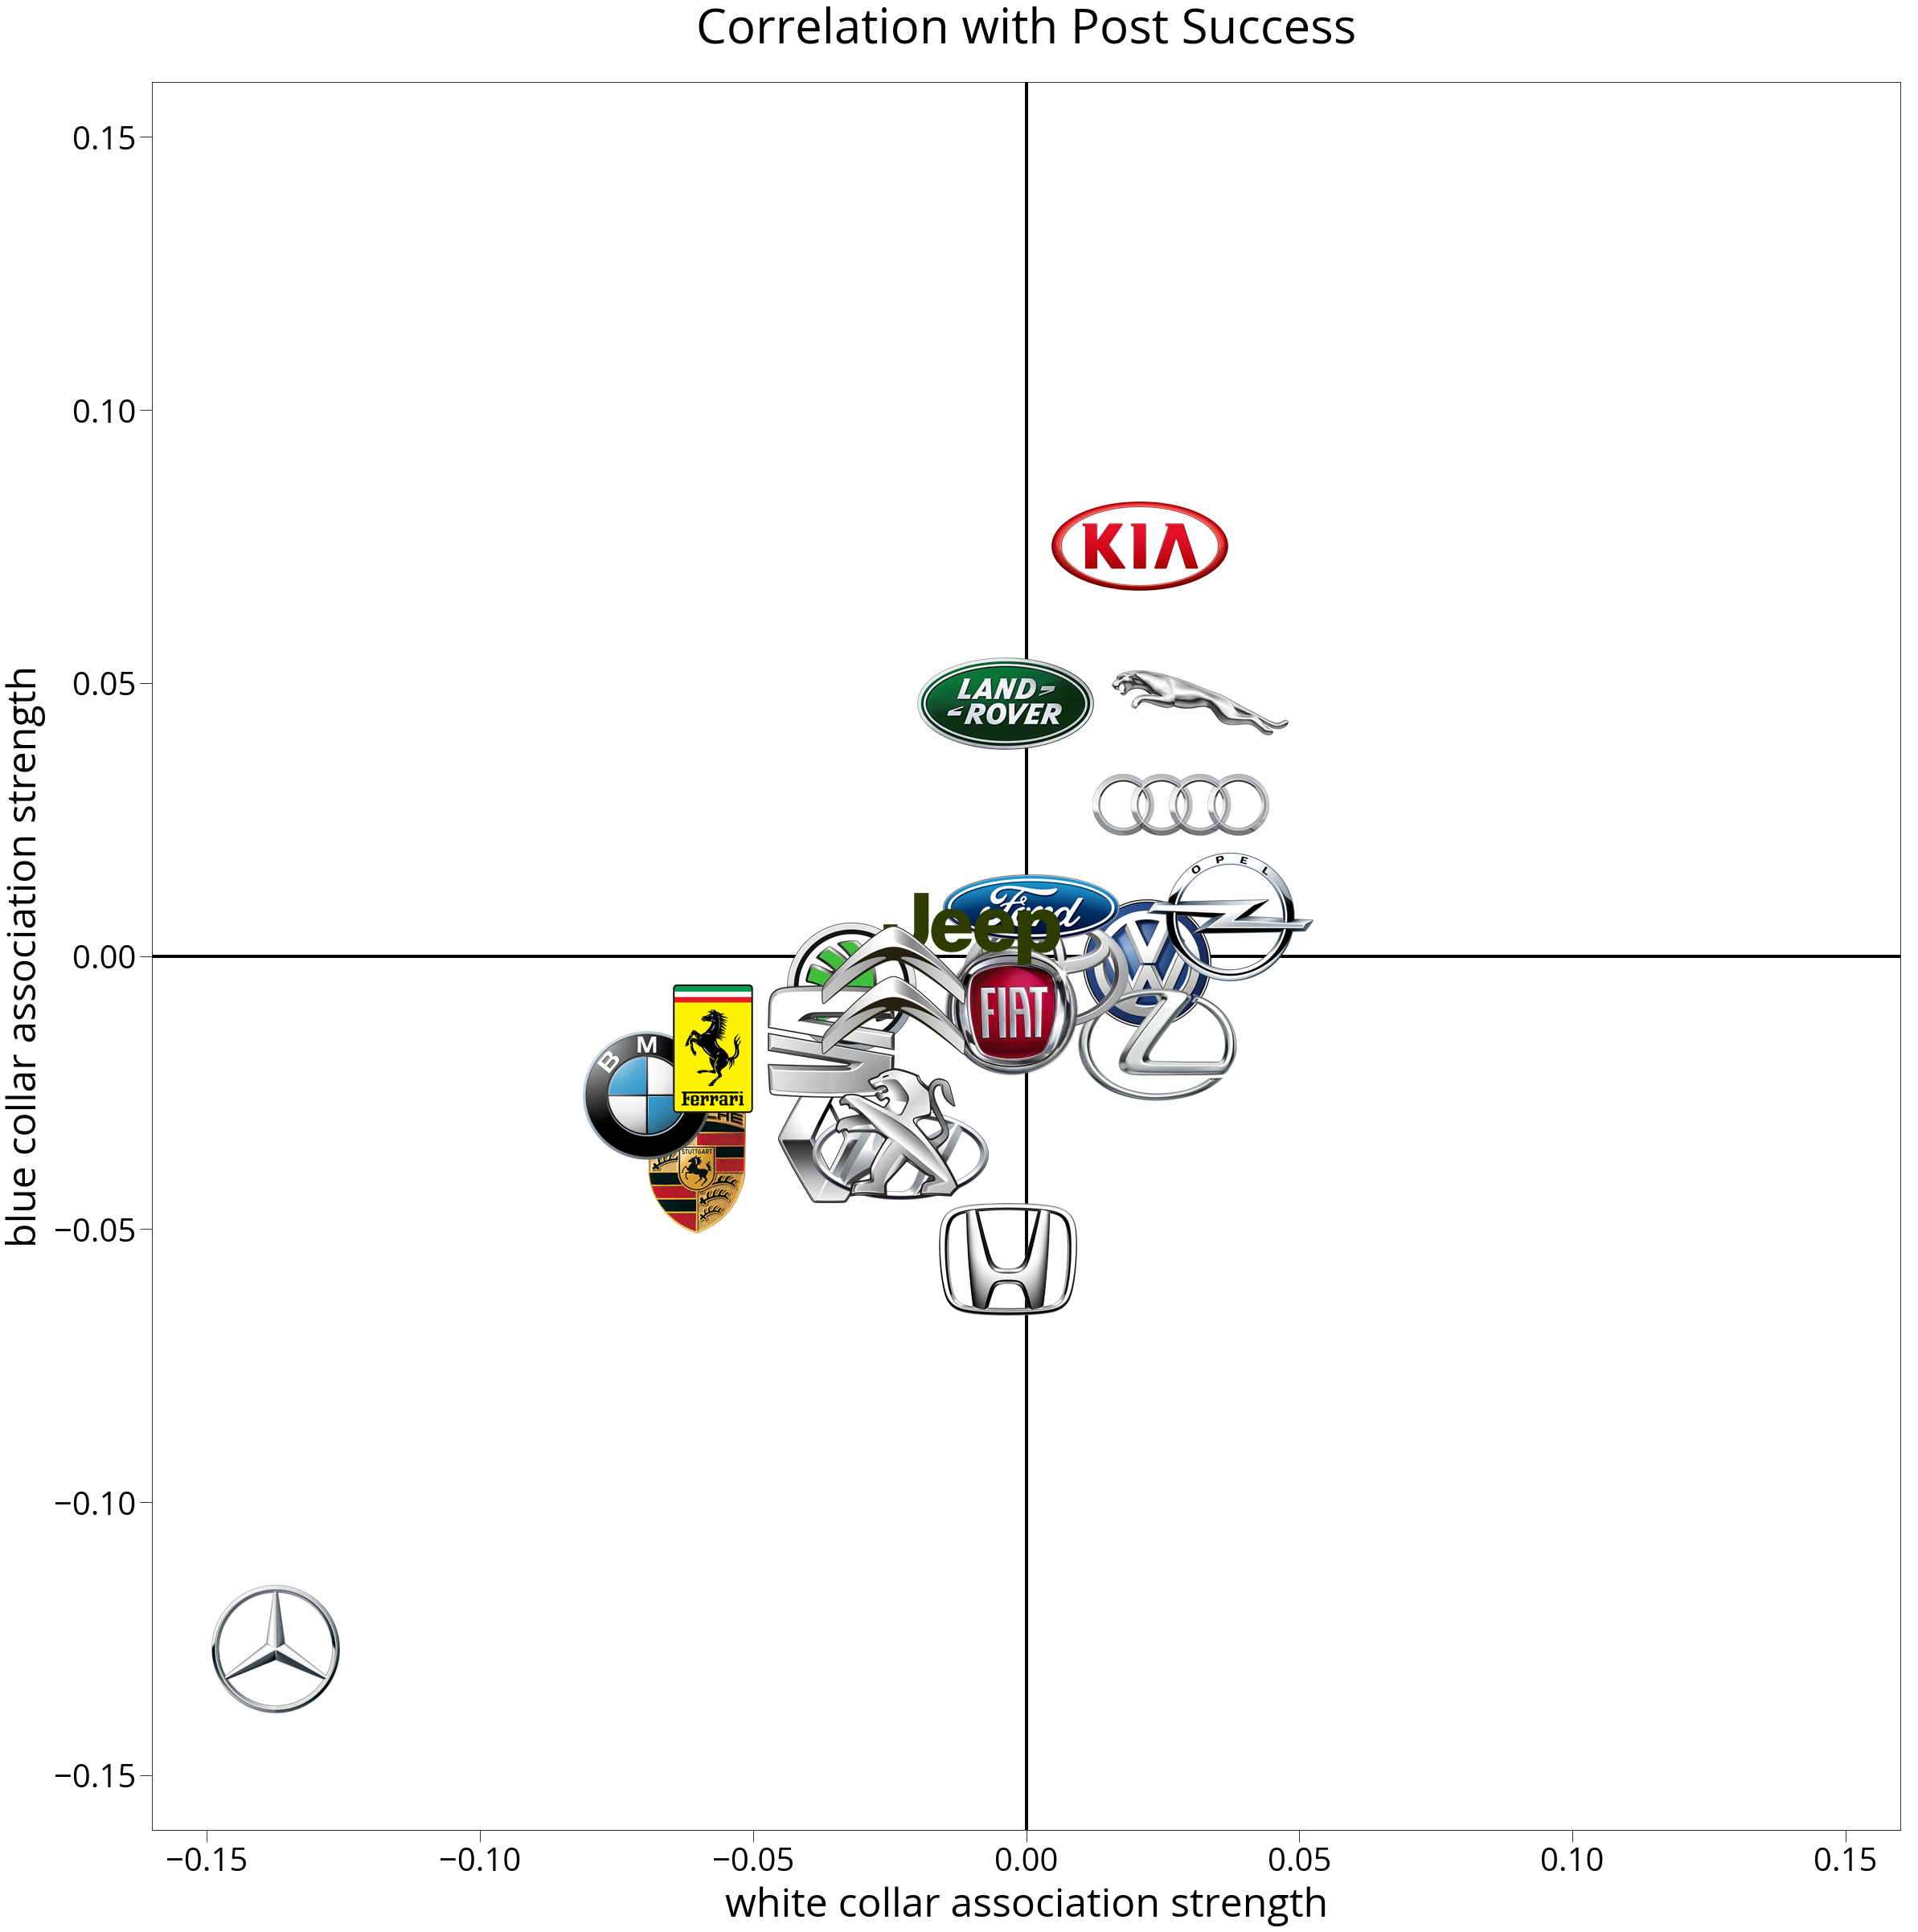 Correlation with Post Success
0.15
0.10
0.05
0.00
−0.05
−0.10
−0.15
blue collar association strength
KIA
LAND-
-ROVER
OPEL
Ford
Jeep
FIAT
BM
Ferrari
STUTTGART
−0.15 −0.10 −0.05 0.00 0.05 0.10 0.15
white collar association strength